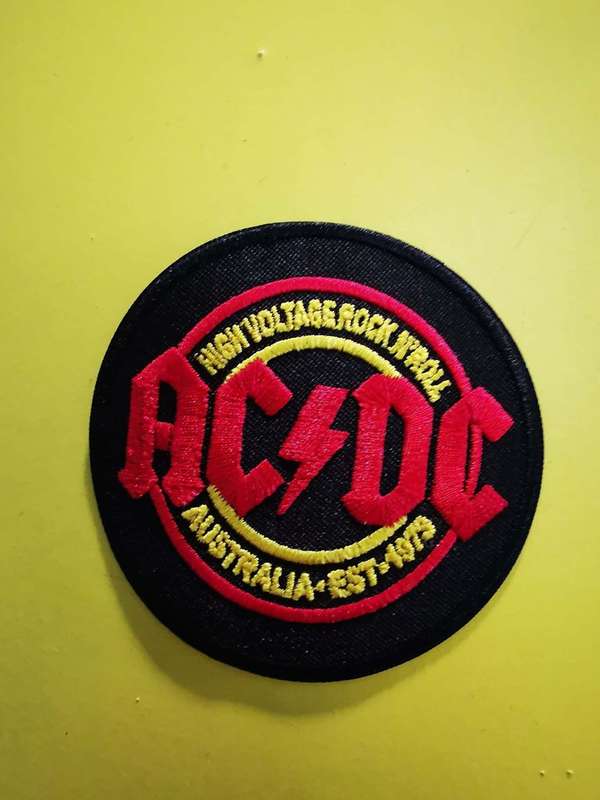 HIGH VOLTAGE ROCK N'ROLL
AC⚡DC
AUSTRALIA·EST·1973